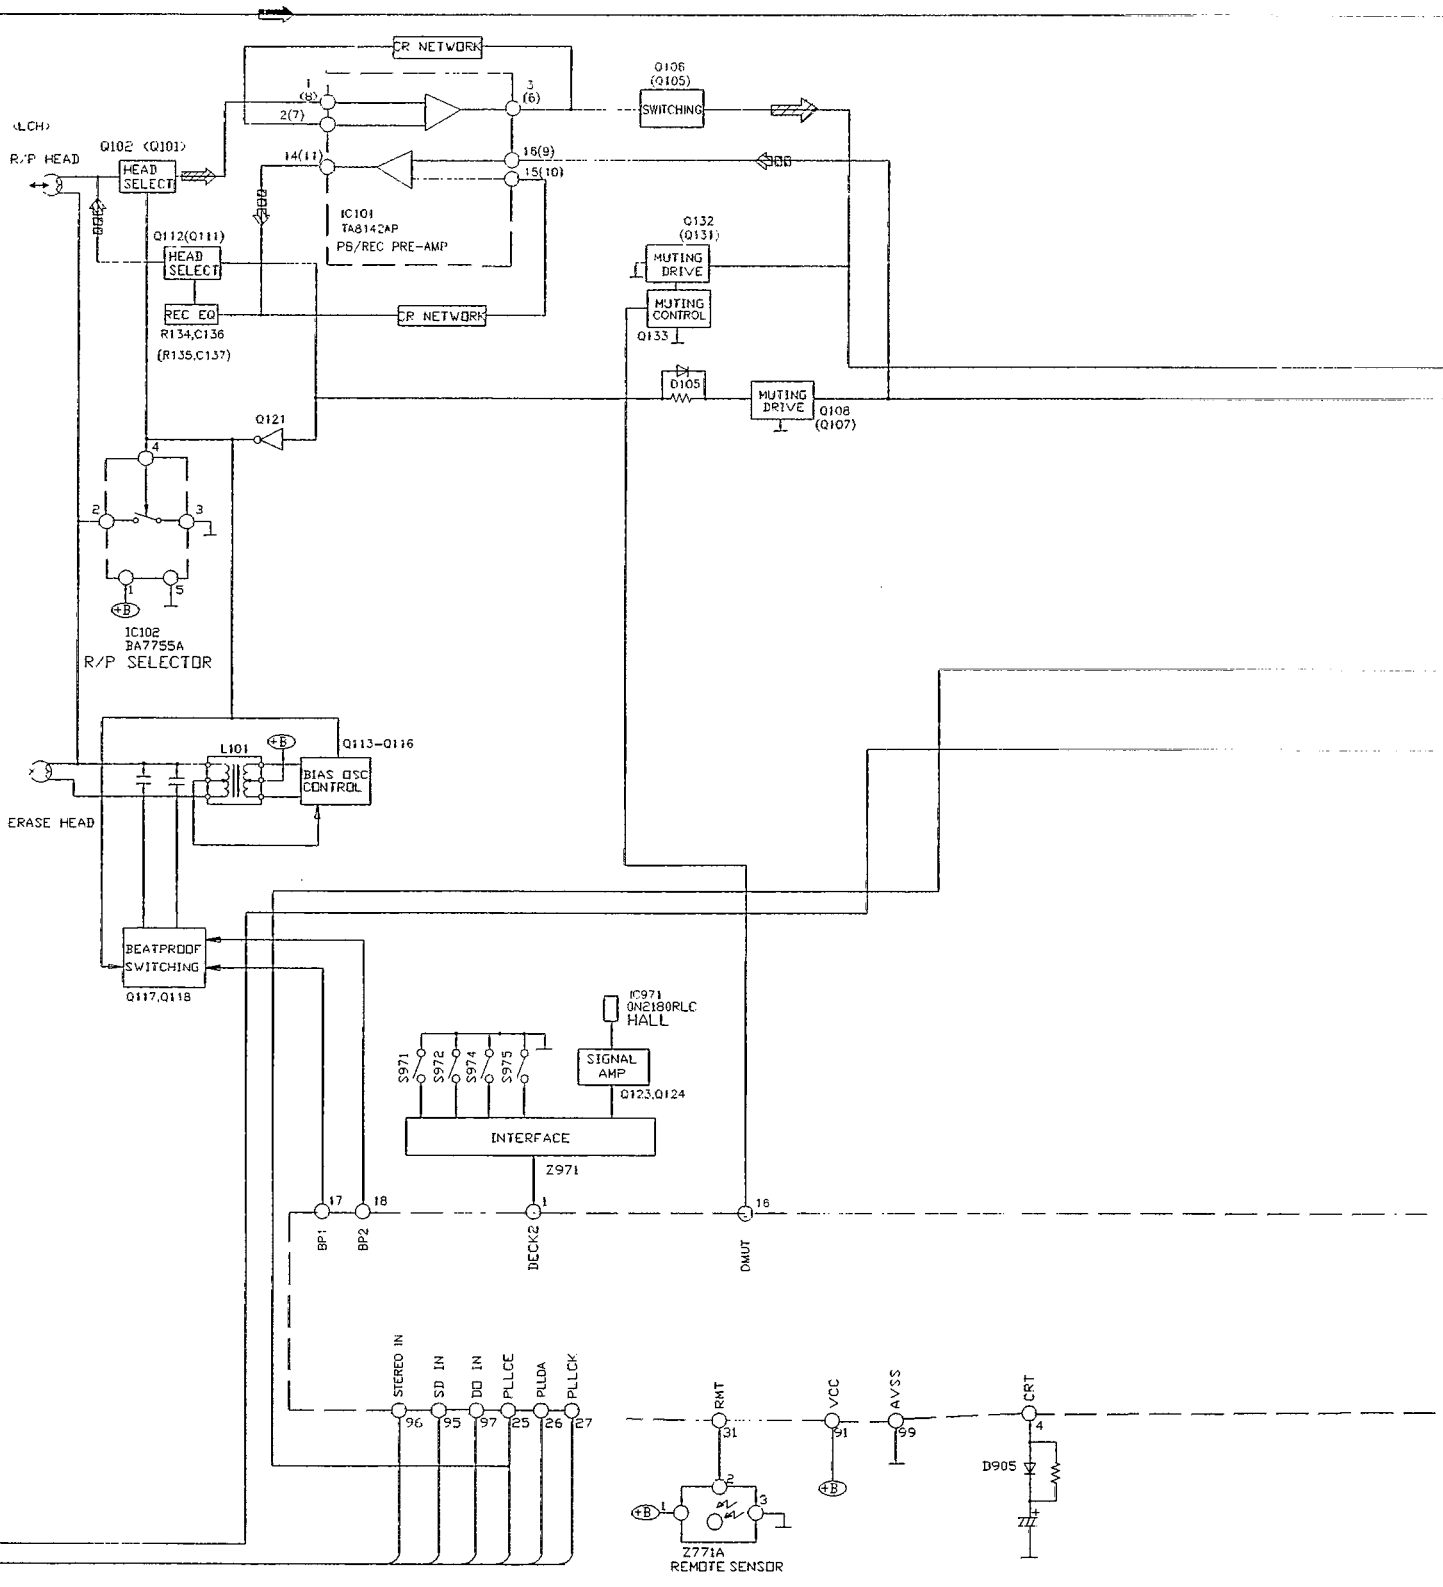 CR NETWORK
Q106
(Q105)
SWITCHING
1
(8)
3
(6)
2(7)
(LCH)
R/P HEAD
Q102 (Q101)
HEAD
SELECT
14(11)
16(9)
15(10)
IC101
TA8142AP
PB/REC PRE-AMP
Q112(Q111)
HEAD
SELECT
REC EQ
R134,C136
(R135,C137)
CR NETWORK
Q132
(Q131)
MUTING
DRIVE
MUTING
CONTROL
Q133
D105
MUTING
DRIVE
Q108
(Q107)
Q121
4
2
3
1
5
+B
IC102
BA7755A
R/P SELECTOR
L101
+B
Q113-Q116
BIAS OSC
CONTROL
ERASE HEAD
BEATPROOF
SWITCHING
Q117,Q118
IC971
ON2180RLC
HALL
S971
S972
S974
S975
SIGNAL
AMP
Q123,Q124
INTERFACE
Z971
17
18
1
16
BP1
BP2
DECK2
DMUT
STEREO IN
SD IN
DO IN
PLLCE
PLLDA
PLLCK
RMT
VCC
AVSS
CRT
96
95
97
25
26
27
31
91
99
4
D905
+
+B
+B
1
2
3
Z771A
REMOTE SENSOR